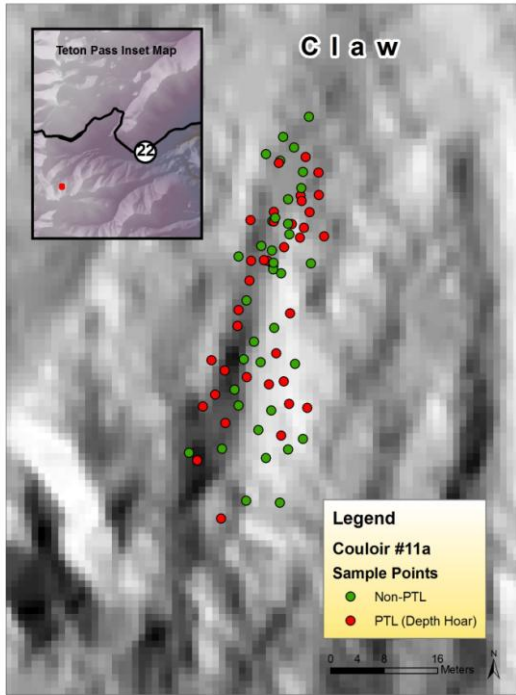 Claw
Teton Pass Inset Map
22
Legend
Couloir #11a
Sample Points
Non-PTL
PTL (Depth Hoar)
0 4 8 16
Meters
N